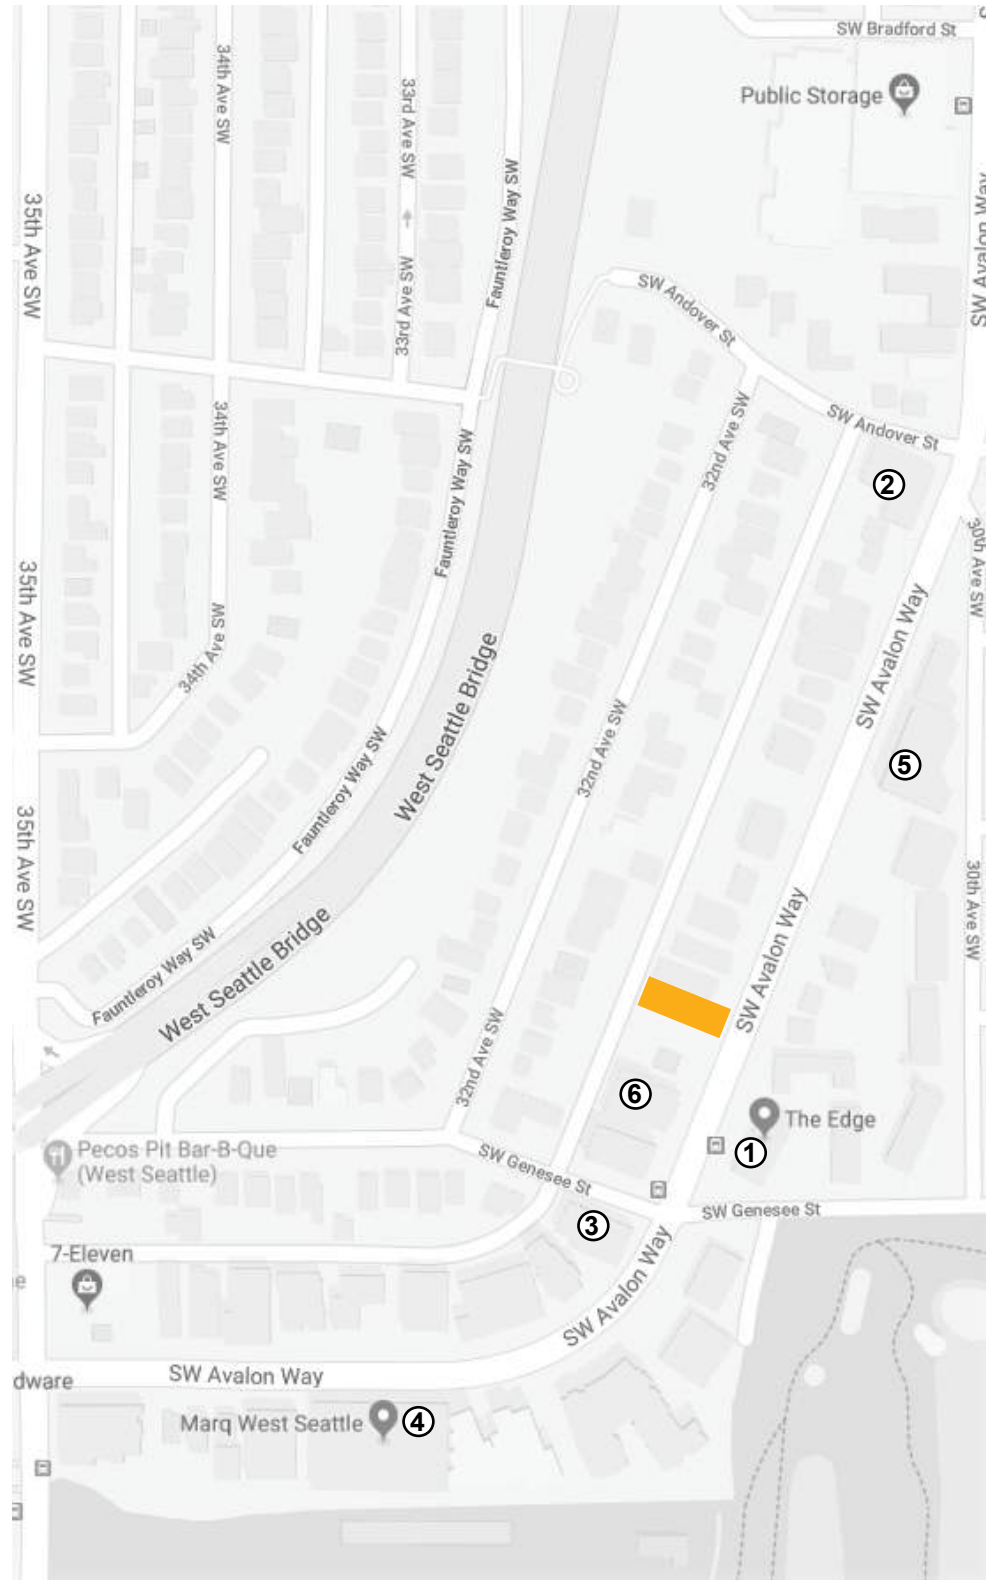 SW Bradford St
Public Storage
SW Avalon Way
34th Ave SW
33rd Ave SW
Fauntleroy Way SW
35th Ave SW
33rd Ave SW
SW Andover St
32nd Ave SW
34th Ave SW
SW Andover St
Fauntleroy Way SW
②
30th Ave SW
35th Ave SW
34th Ave SW
SW Avalon Way
West Seattle Bridge
32nd Ave SW
⑤
Fauntleroy Way SW
35th Ave SW
30th Ave SW
West Seattle Bridge
Fauntleroy Way SW
SW Avalon Way
32nd Ave SW
⑥
The Edge
①
Pecos Pit Bar-B-Que
(West Seattle)
SW Genesee St
SW Genesee St
③
7-Eleven
e
SW Avalon Way
SW Avalon Way
dware
Marq West Seattle
④